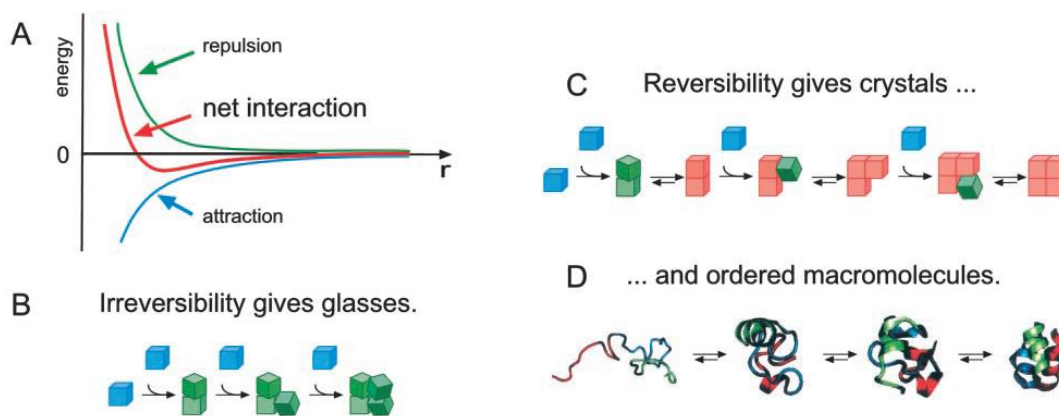 A
energy
repulsion
net interaction
0
r
attraction
B Irreversibility gives glasses.
C Reversibility gives crystals ...
D ... and ordered macromolecules.